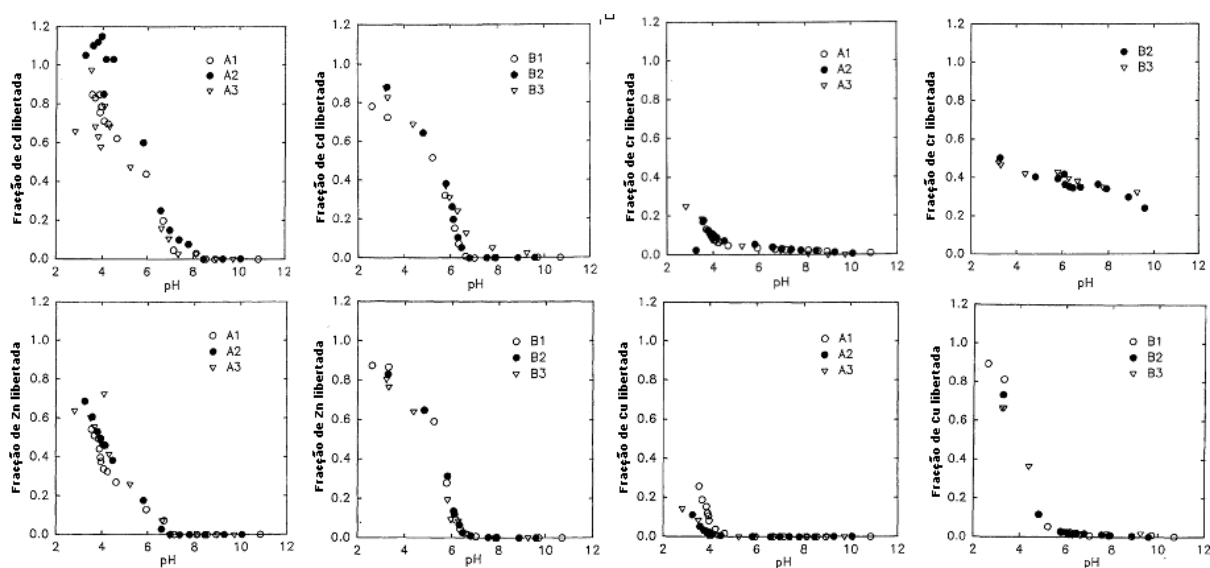 Fracção de Cd libertada
1.2
1.0
0.8
0.6
0.4
0.2
0.0
2 4 6 8 10 12
pH
A1
A2
A3
Fracção de Cd libertada
1.2
1.0
0.8
0.6
0.4
0.2
0.0
2 4 6 8 10 12
pH
B1
B2
B3
Fracção de Cr libertada
1.2
1.0
0.8
0.6
0.4
0.2
0.0
2 4 6 8 10 12
pH
A1
A2
A3
Fracção de Cr libertada
1.2
1.0
0.8
0.6
0.4
0.2
0.0
2 4 6 8 10 12
pH
B2
B3
Fracção de Zn libertada
1.2
1.0
0.8
0.6
0.4
0.2
0.0
2 4 6 8 10 12
pH
A1
A2
A3
Fracção de Zn libertada
1.2
1.0
0.8
0.6
0.4
0.2
0.0
2 4 6 8 10 12
pH
B1
B2
B3
Fracção de Cu libertada
1.2
1.0
0.8
0.6
0.4
0.2
0.0
2 4 6 8 10 12
pH
A1
A2
A3
Fracção de Cu libertada
1.2
1.0
0.8
0.6
0.4
0.2
0.0
2 4 6 8 10 12
pH
B1
B2
B3